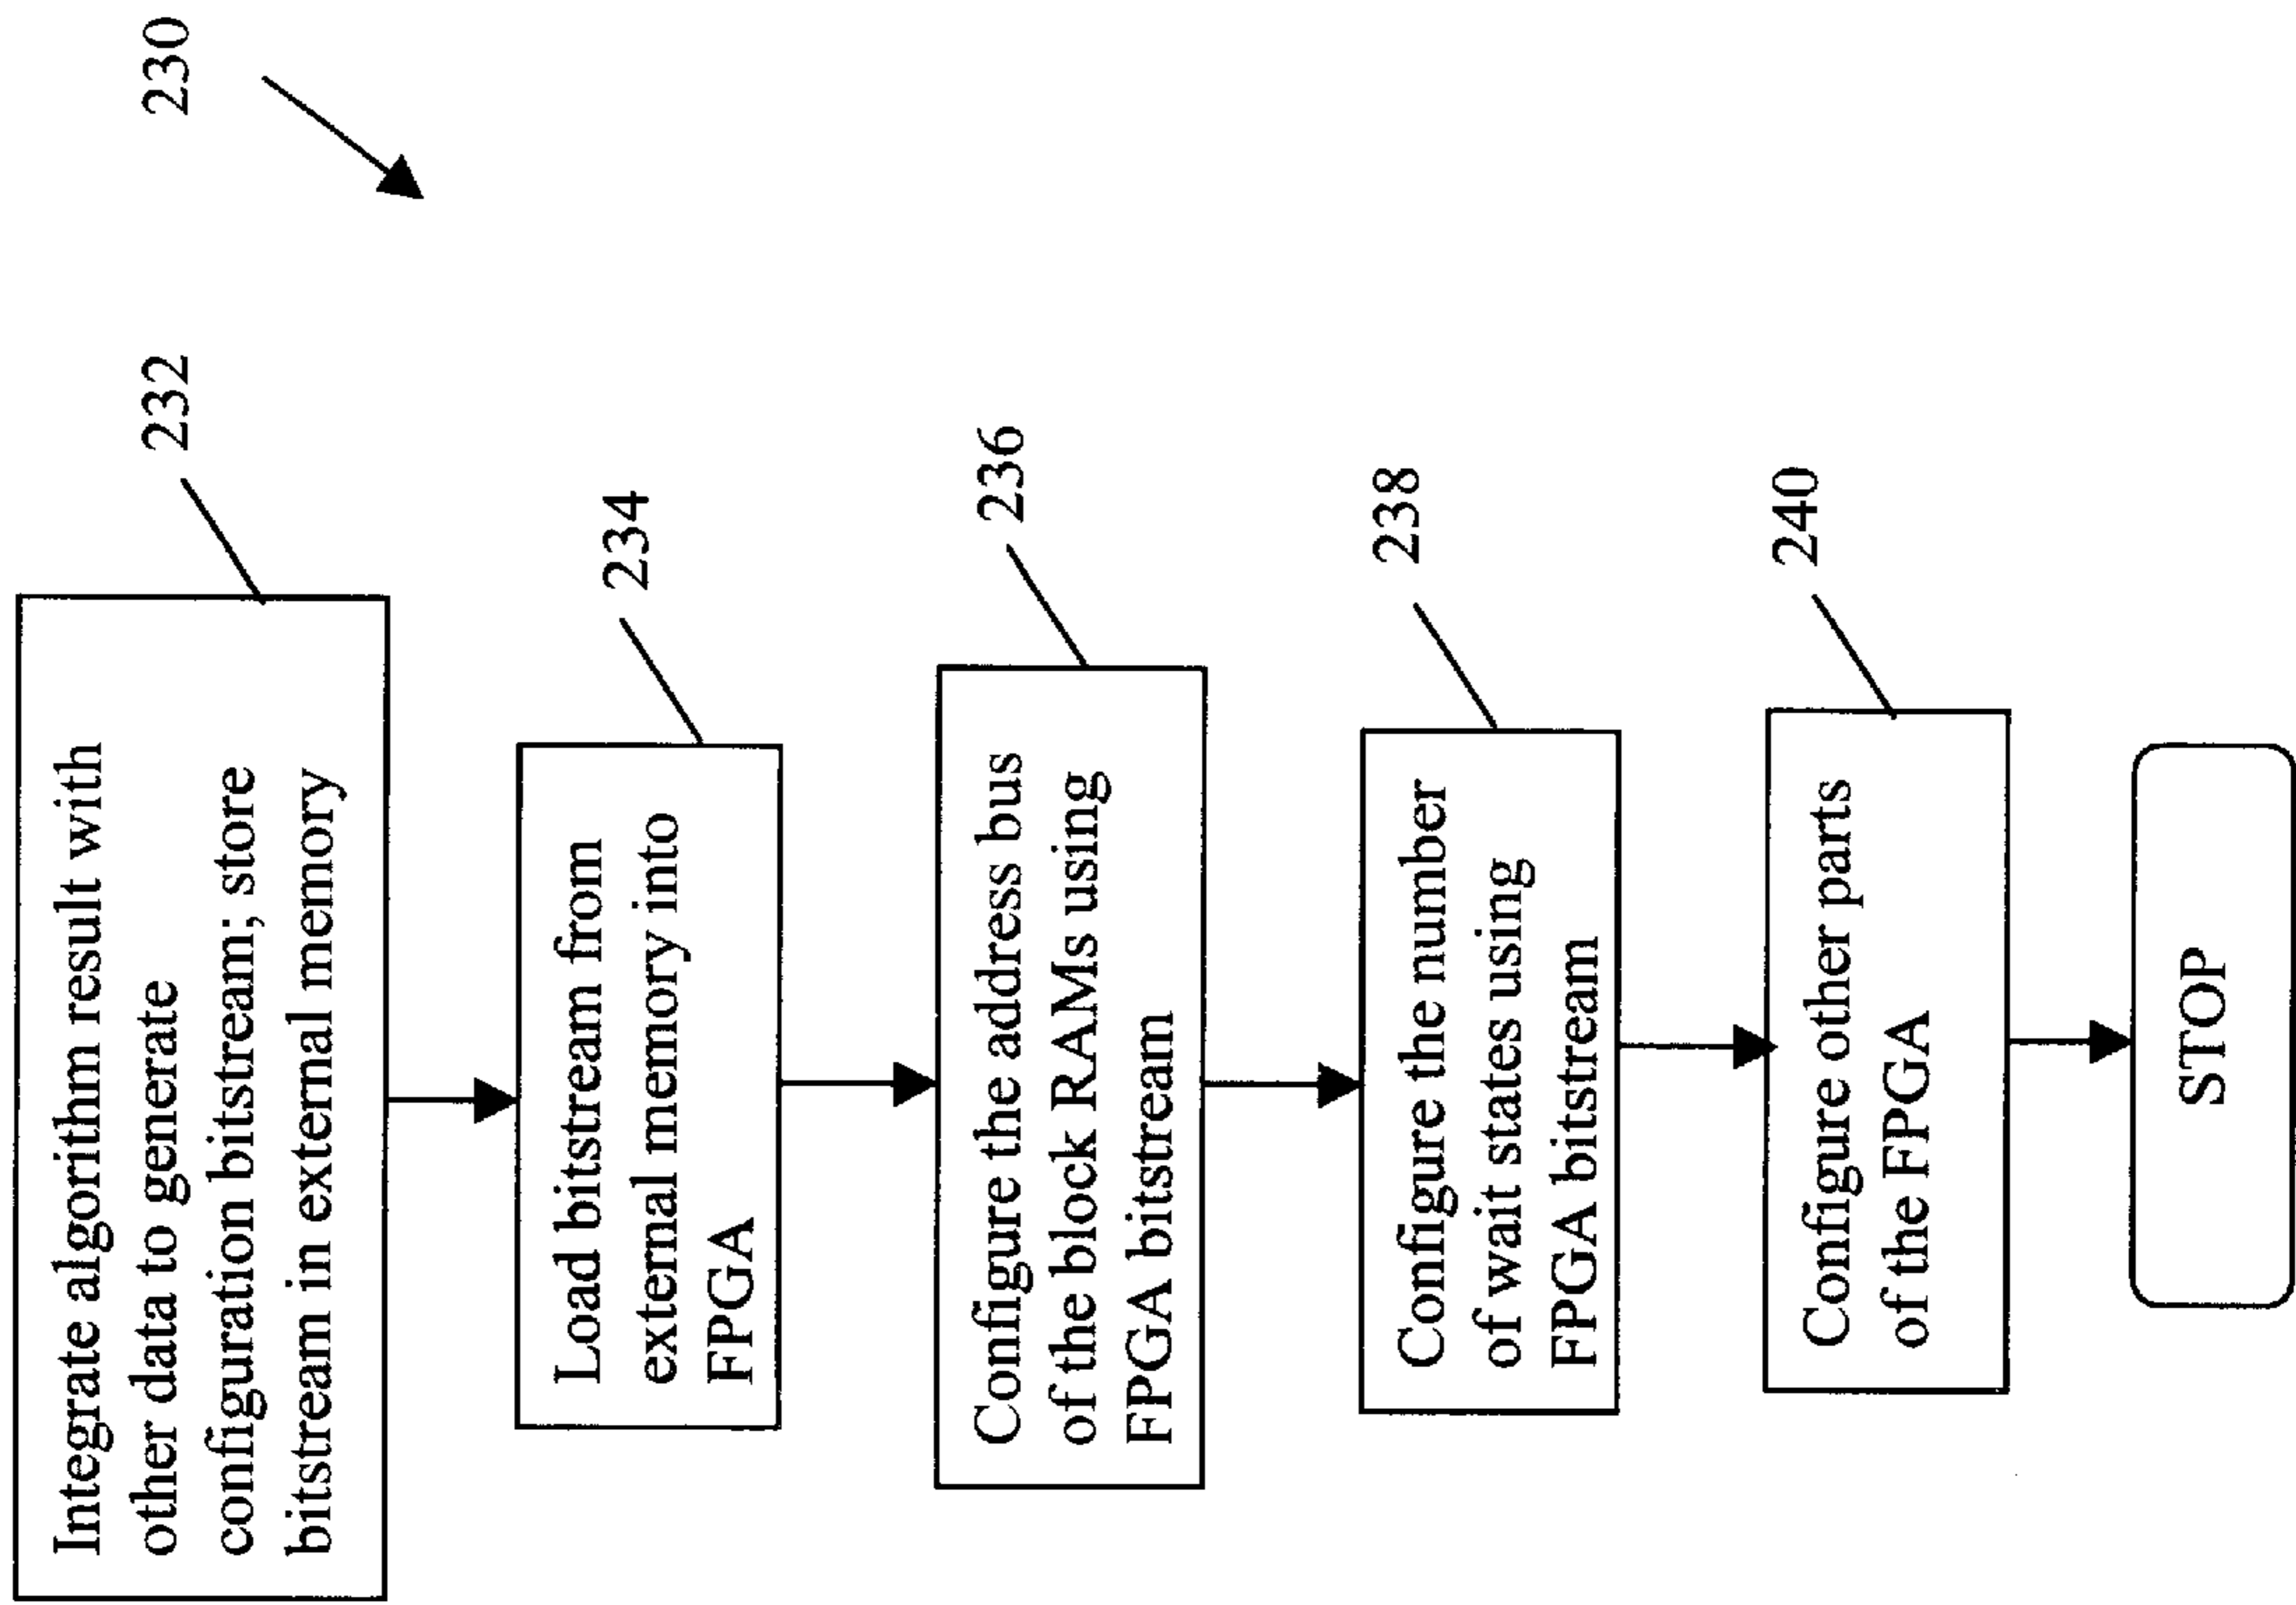 230
Integrate algorithm result with
other data to generate
configuration bitstream; store
bitstream in external memory
232
Load bitstream from
external memory into
FPGA
234
Configure the address bus
of the block RAMs using
FPGA bitstream
236
Configure the number
of wait states using
FPGA bitstream
238
Configure other parts
of the FPGA
240
STOP